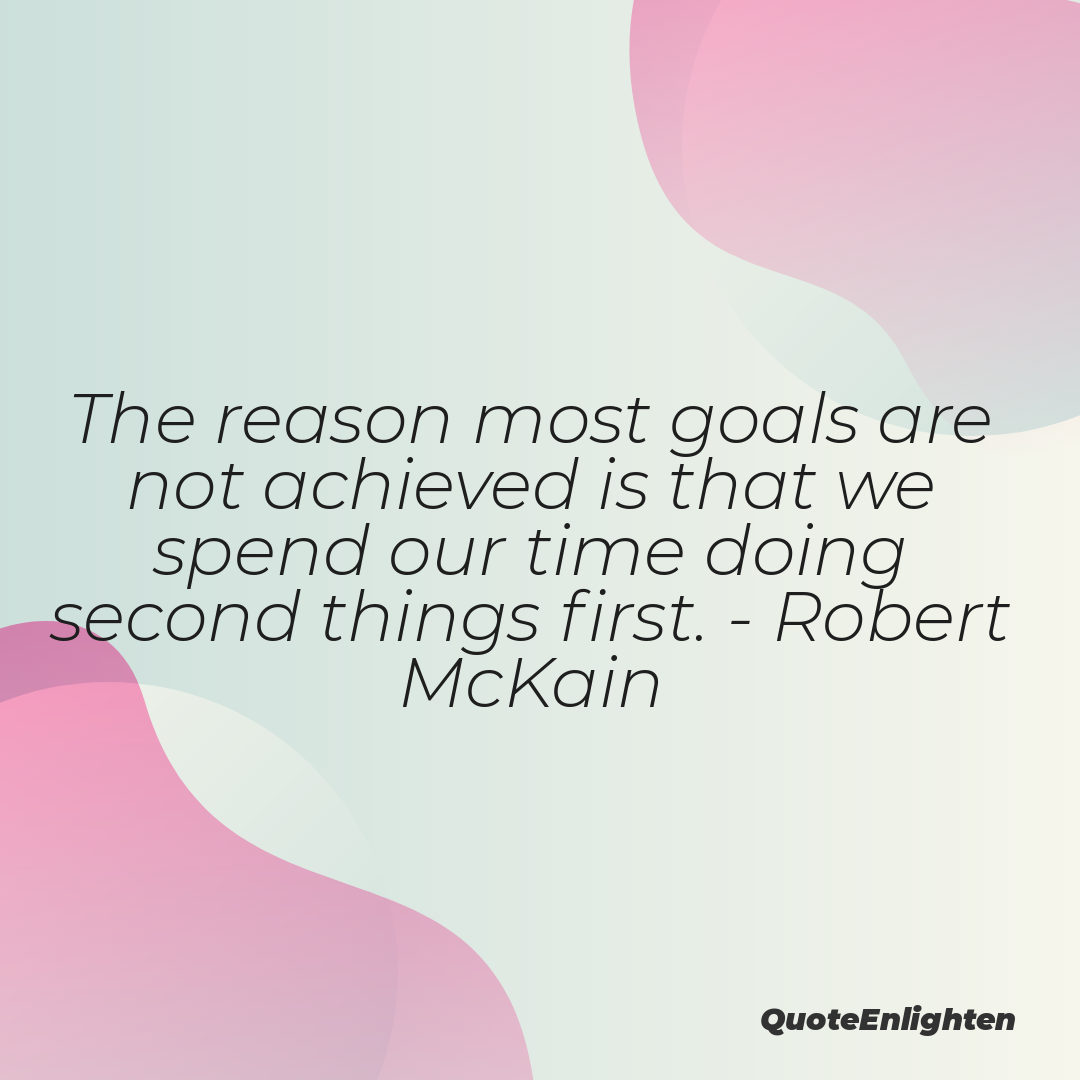 The reason most goals are
not achieved is that we
spend our time doing
second things first. - Robert
McKain
QuoteEnlighten